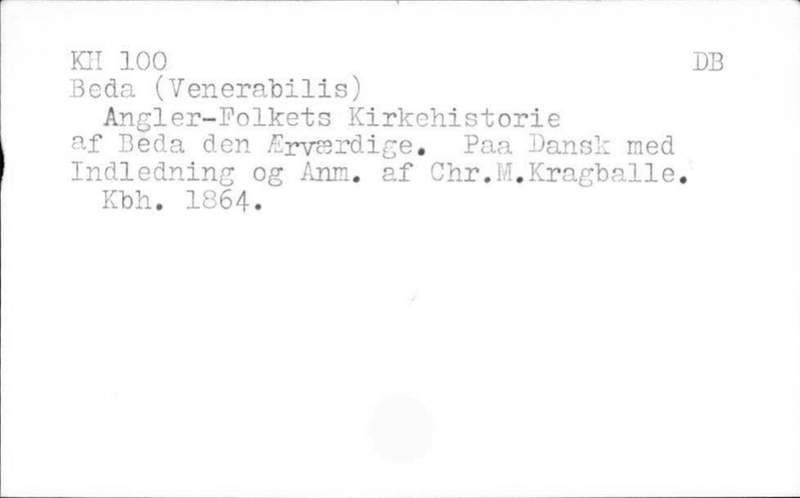 KH 100 DB
Beda (Venerabilis)
Angler-Folkets Kirkehistorie
af Beda den Ærværdige. Paa Dansk med
Indledning og Anm. af Chr.M.Kragballe.
Kbh. 1864.